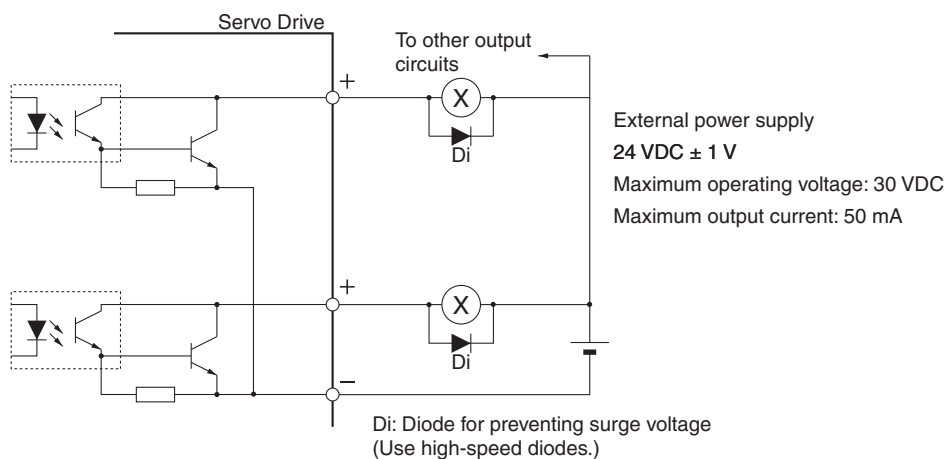 Servo Drive
To other output
circuits
+
X
Di
External power supply
24 VDC ± 1 V
Maximum operating voltage: 30 VDC
Maximum output current: 50 mA
+
X
Di
−
Di: Diode for preventing surge voltage
(Use high-speed diodes.)